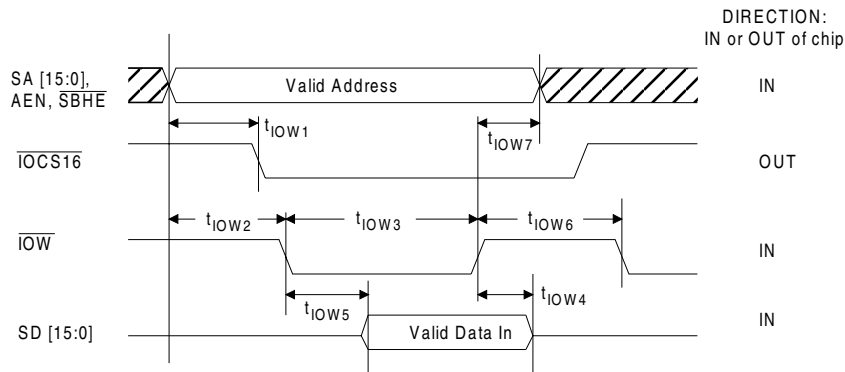 DIRECTION:
IN or OUT of chip
SA [15:0],
AEN, SBHE
Valid Address
IN
tIOW1
tIOW7
IOCS16
OUT
tIOW2
tIOW3
tIOW6
IOW
IN
tIOW5
tIOW4
SD [15:0]
Valid Data In
IN